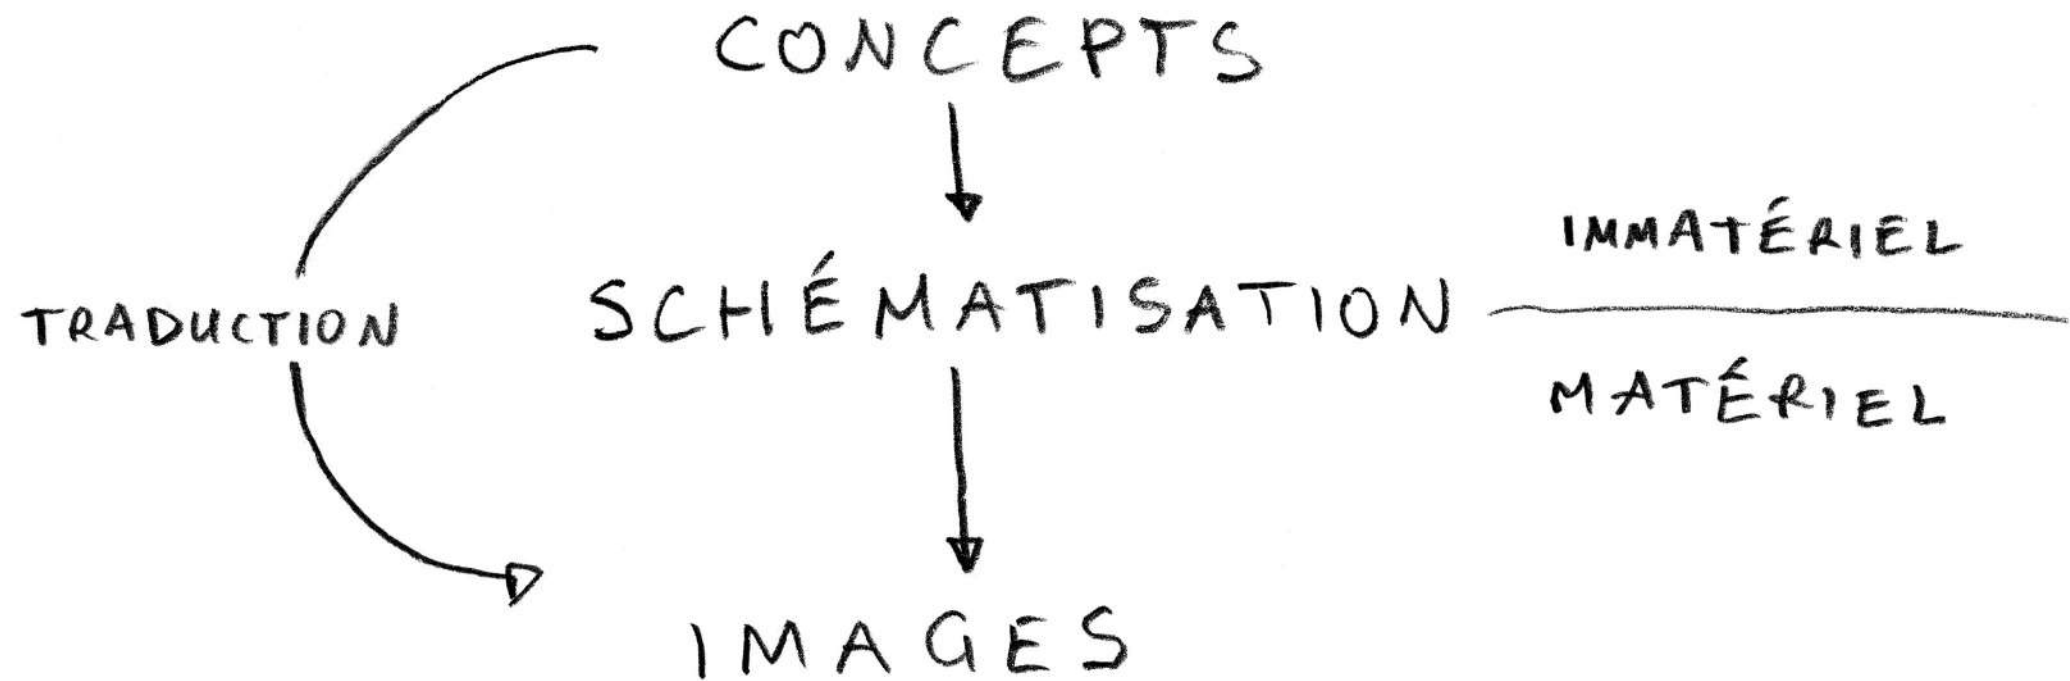 CONCEPTS
IMMATÉRIEL
TRADUCTION SCHÉMATISATION
MATÉRIEL
IMAGES